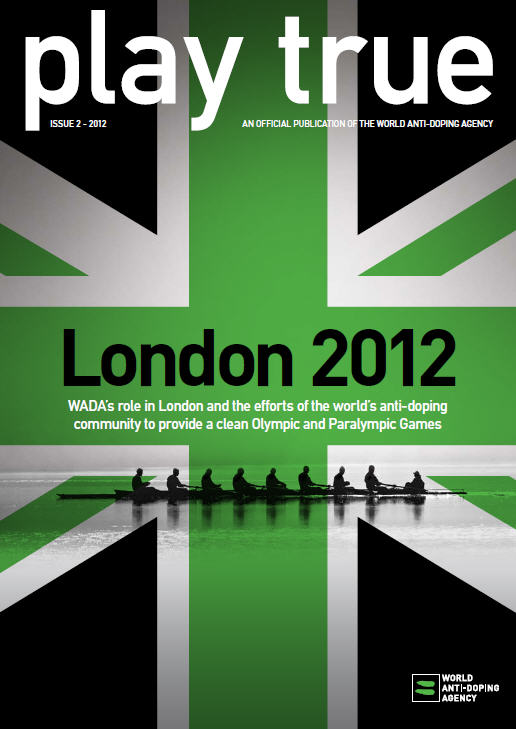 play true
ISSUE 2 – 2012
AN OFFICIAL PUBLICATION OF THE WORLD ANTI-DOPING AGENCY
London 2012
WADA's role in London and the efforts of the world's anti-doping
community to provide a clean Olympic and Paralympic Games
WORLD
ANTI-DOPING
AGENCY